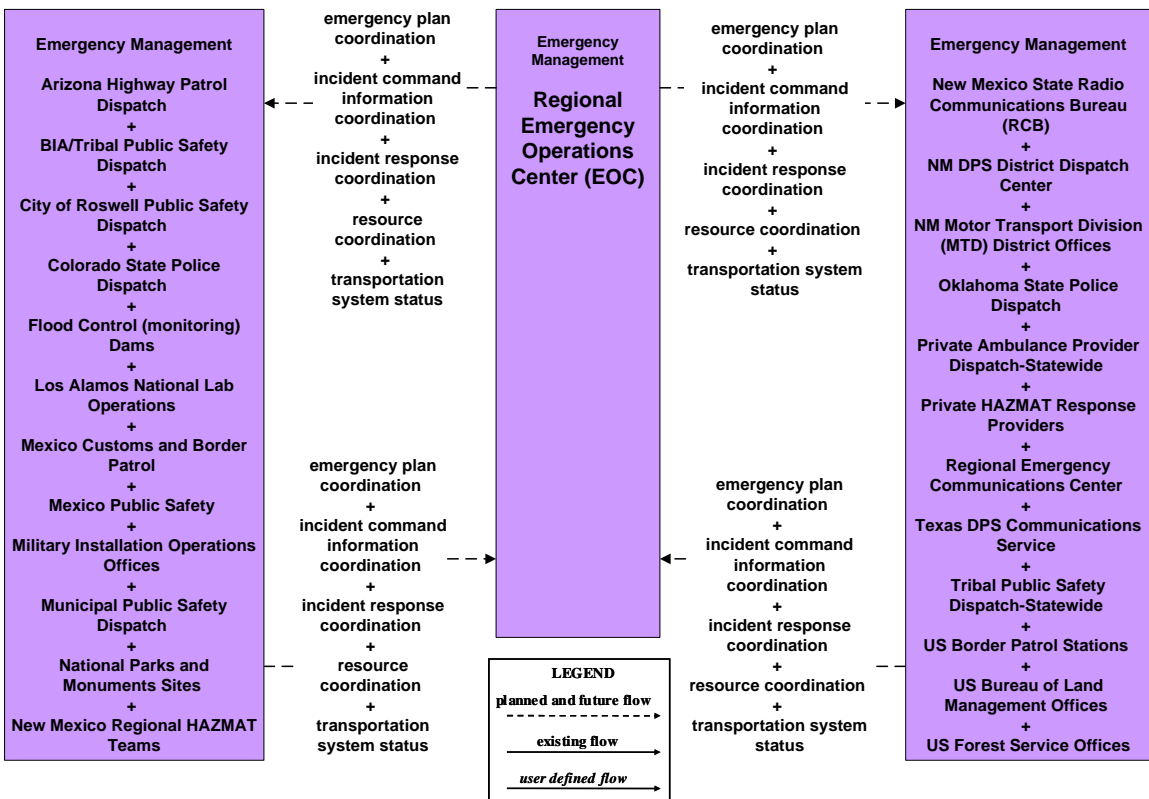 Emergency Management
Arizona Highway Patrol
Dispatch
+
BIA/Tribal Public Safety
Dispatch
+
City of Roswell Public Safety
Dispatch
+
Colorado State Police
Dispatch
+
Flood Control (monitoring)
Dams
+
Los Alamos National Lab
Operations
+
Mexico Customs and Border
Patrol
+
Mexico Public Safety
+
Military Installation Operations
Offices
+
Municipal Public Safety
Dispatch
+
National Parks and
Monuments Sites
+
New Mexico Regional HAZMAT
Teams
emergency plan
coordination
+
incident command
information
coordination
+
incident response
coordination
+
resource
coordination
+
transportation
system status
emergency plan
coordination
+
incident command
information
coordination
+
incident response
coordination
+
resource
coordination
+
transportation
system status
Emergency
Management
Regional
Emergency
Operations
Center (EOC)
LEGEND
planned and future flow
existing flow
user defined flow
emergency plan
coordination
+
incident command
information
coordination
+
incident response
coordination
+
resource coordination
+
transportation system
status
emergency plan
coordination
+
incident command
information
coordination
+
incident response
coordination
+
resource coordination
+
transportation system
status
Emergency Management
New Mexico State Radio
Communications Bureau
(RCB)
+
NM DPS District Dispatch
Center
+
NM Motor Transport Division
(MTD) District Offices
+
Oklahoma State Police
Dispatch
+
Private Ambulance Provider
Dispatch-Statewide
+
Private HAZMAT Response
Providers
+
Regional Emergency
Communications Center
+
Texas DPS Communications
Service
+
Tribal Public Safety
Dispatch-Statewide
+
US Border Patrol Stations
+
US Bureau of Land
Management Offices
+
US Forest Service Offices